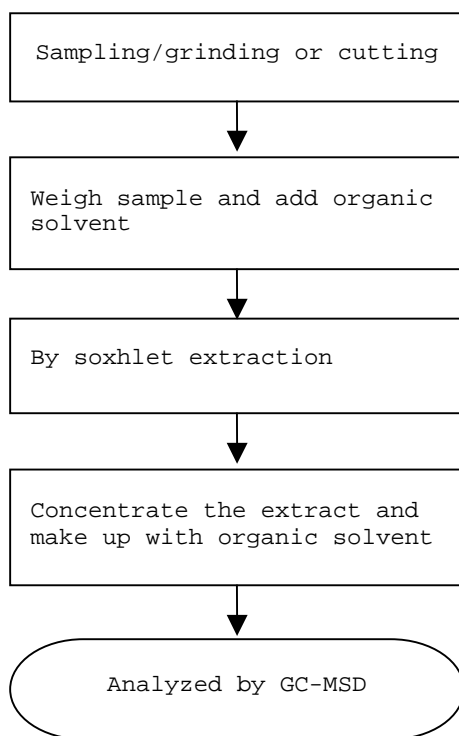 Sampling/grinding or cutting
Weigh sample and add organic
solvent
By soxhlet extraction
Concentrate the extract and
make up with organic solvent
Analyzed by GC-MSD